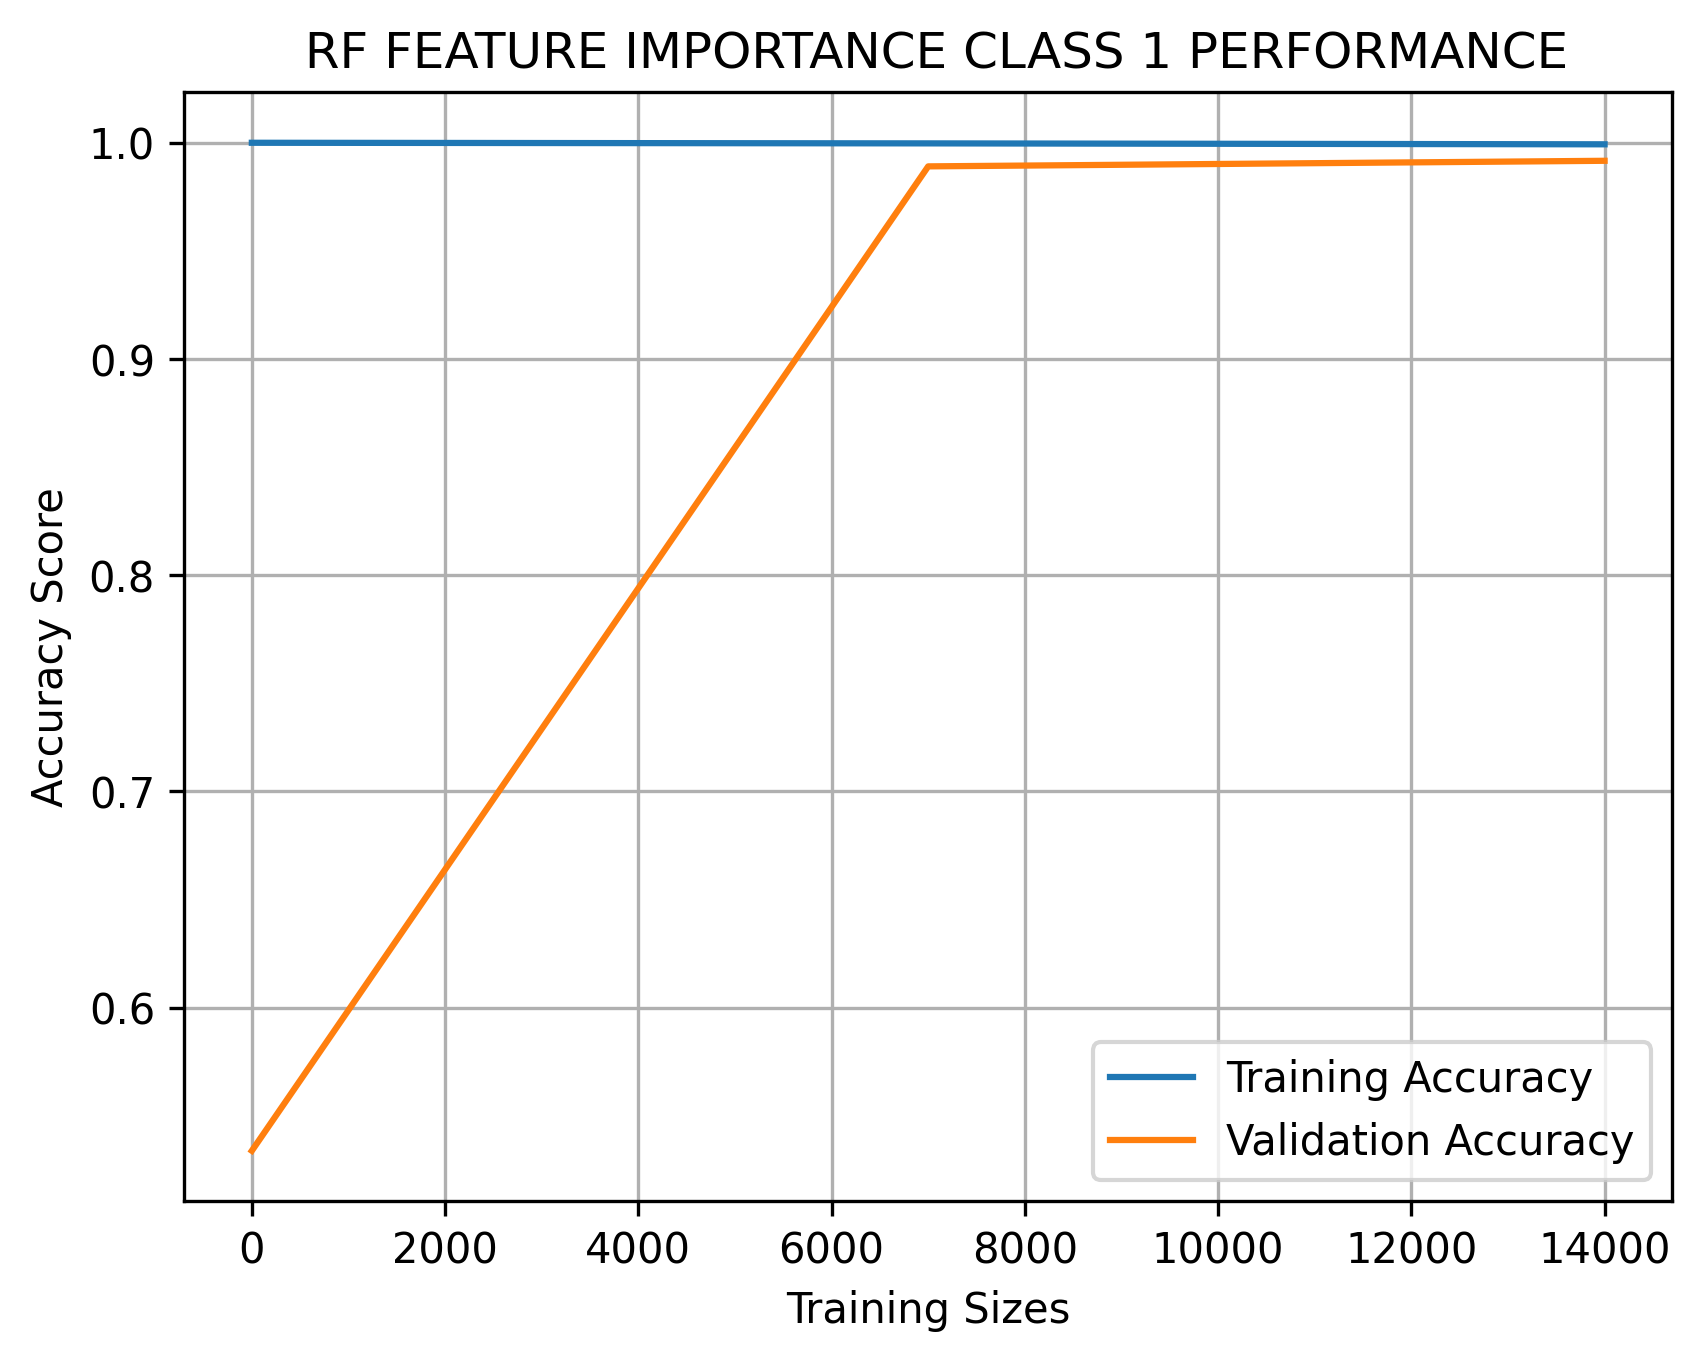 RF FEATURE IMPORTANCE CLASS 1 PERFORMANCE
1.0
0.9
0.8
0.7
0.6
Accuracy Score
Training Accuracy
Validation Accuracy
0 2000 4000 6000 8000 10000 12000 14000
Training Sizes